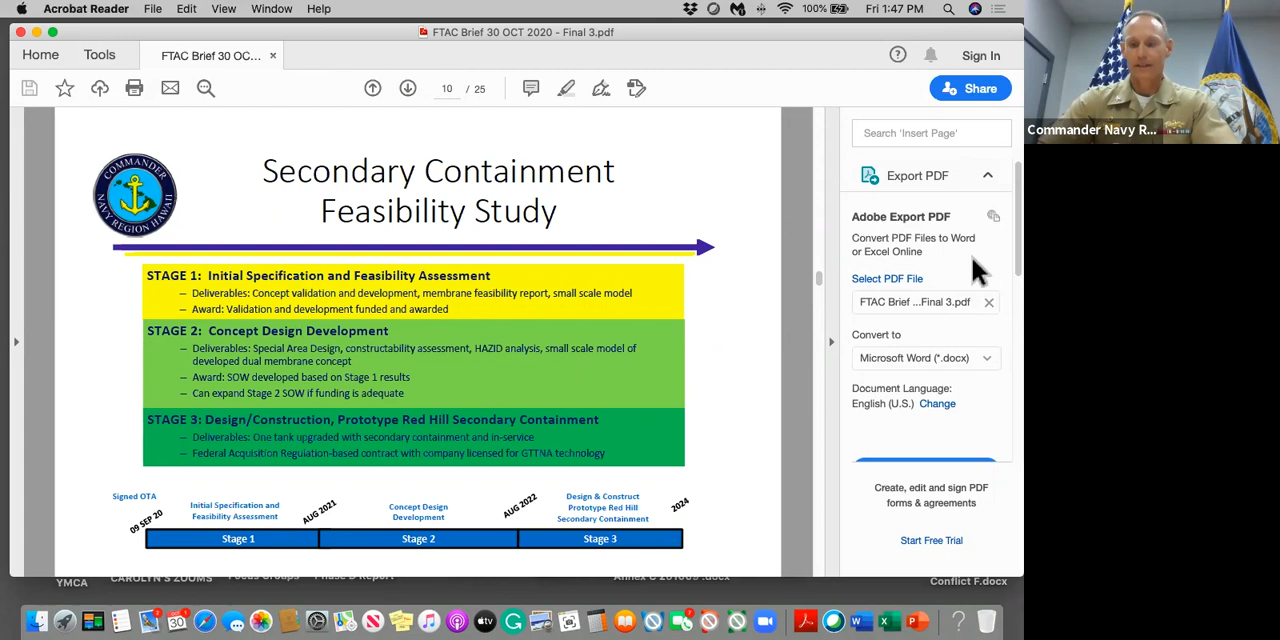 Acrobat Reader File Edit View Window Help
100% Fri 1:47 PM
FTAC Brief 30 OCT 2020 - Final 3.pdf
Home Tools FTAC Brief 30 OC... × Sign In
10 / 25
Share
Commander Navy R...
Search 'Insert Page'
Export PDF
Adobe Export PDF
Convert PDF Files to Word
or Excel Online
Select PDF File
FTAC Brief ...Final 3.pdf
Convert to
Microsoft Word (*.docx)
Document Language:
English (U.S.) Change
Create, edit and sign PDF
forms & agreements
Start Free Trial
COMMANDER
NAVY REGION HAWAII
Secondary Containment
Feasibility Study
STAGE 1: Initial Specification and Feasibility Assessment
– Deliverables: Concept validation and development, membrane feasibility report, small scale model
– Award: Validation and development funded and awarded
STAGE 2: Concept Design Development
– Deliverables: Special Area Design, constructability assessment, HAZID analysis, small scale model of
developed dual membrane concept
– Award: SOW developed based on Stage 1 results
– Can expand Stage 2 SOW if funding is adequate
STAGE 3: Design/Construction, Prototype Red Hill Secondary Containment
– Deliverables: One tank upgraded with secondary containment and in-service
– Federal Acquisition Regulation-based contract with company licensed for GTTNA technology
Signed OTA
09 SEP 20
Initial Specification and
Feasibility Assessment
AUG 2021
Concept Design
Development
AUG 2022
Design & Construct
Prototype Red Hill
Secondary Containment
2024
Stage 1 Stage 2 Stage 3
YMCA CAROLYN'S ZOOMS Focus Groups Phase D Report Conflict F.docx